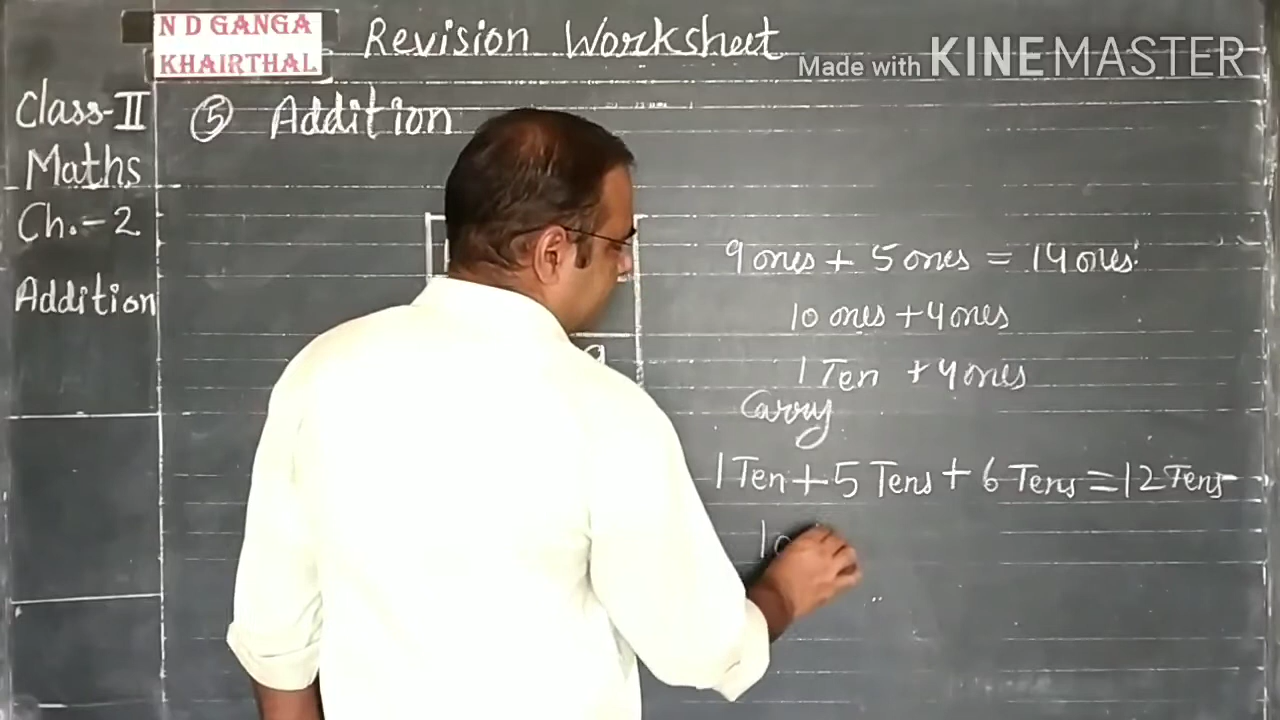 N D GANGA
KHAIRTHAL
Revision Worksheet
Made with KINEMASTER
Class-II
Maths
Ch.-2
Addition
⑤ Addition
9 ones + 5 ones = 14 ones
10 ones + 4 ones
1 Ten + 4 ones
Carry
1 Ten + 5 Tens + 6 Tens = 12 Tens
10
9